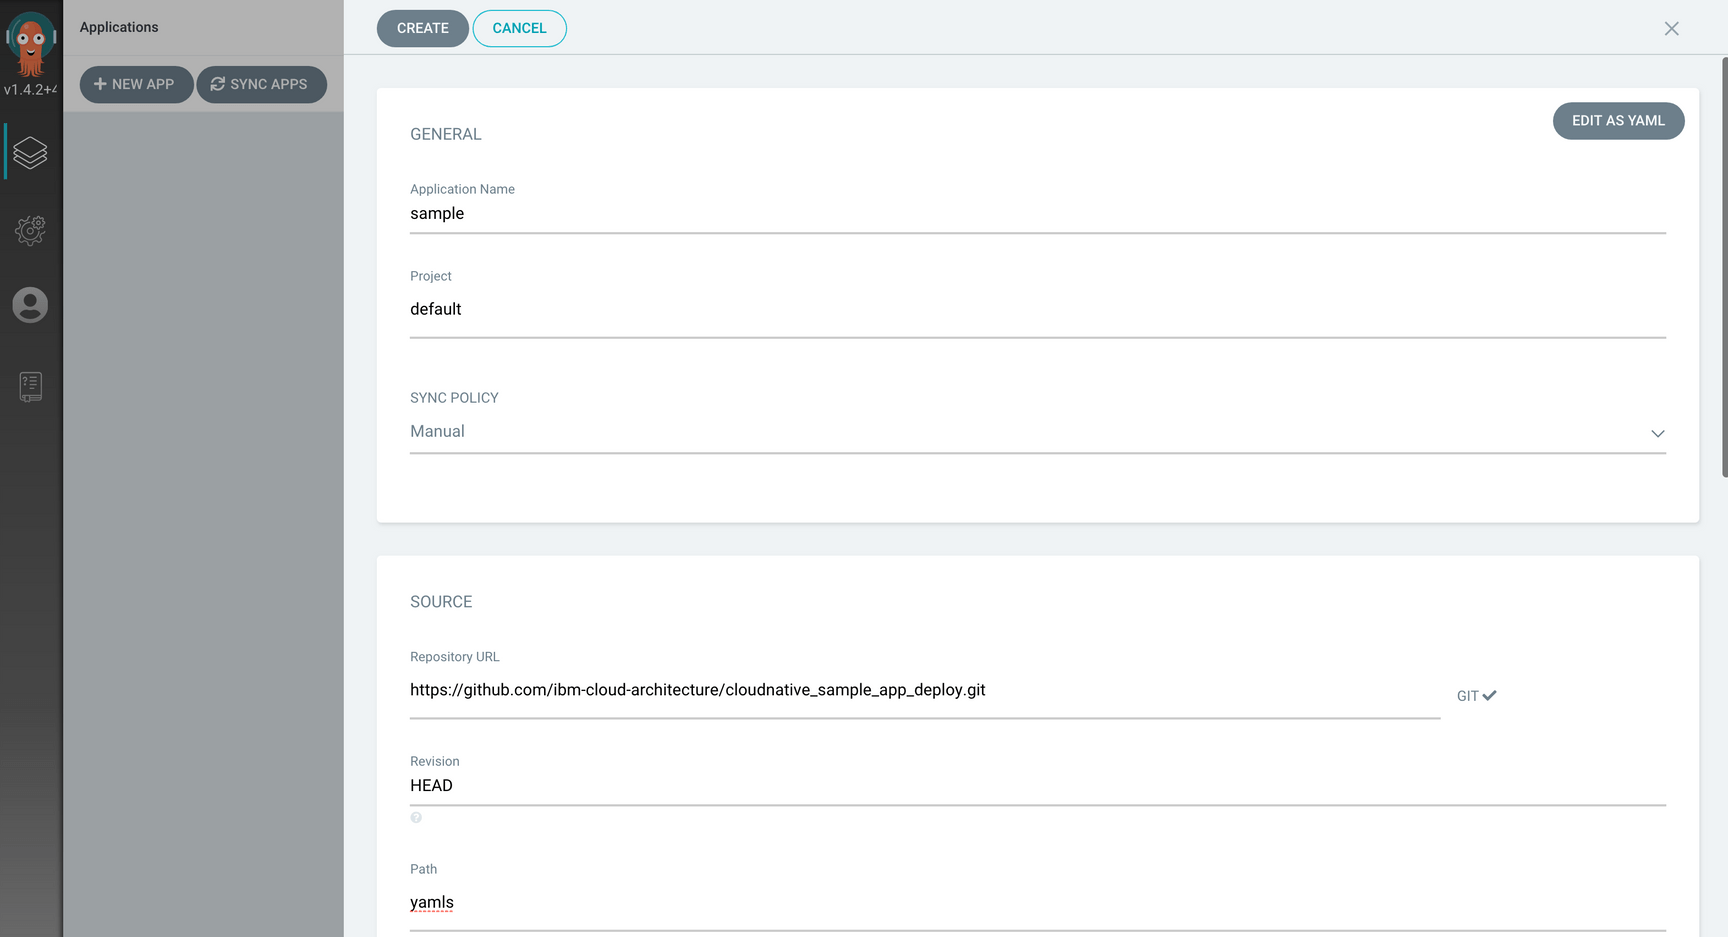 Applications
CREATE CANCEL
v1.4.2+
NEW APP SYNC APPS
EDIT AS YAML
GENERAL
Application Name
sample
Project
default
SYNC POLICY
Manual
SOURCE
Repository URL
https://github.com/ibm-cloud-architecture/cloudnative_sample_app_deploy.git
GIT
Revision
HEAD
Path
yamls